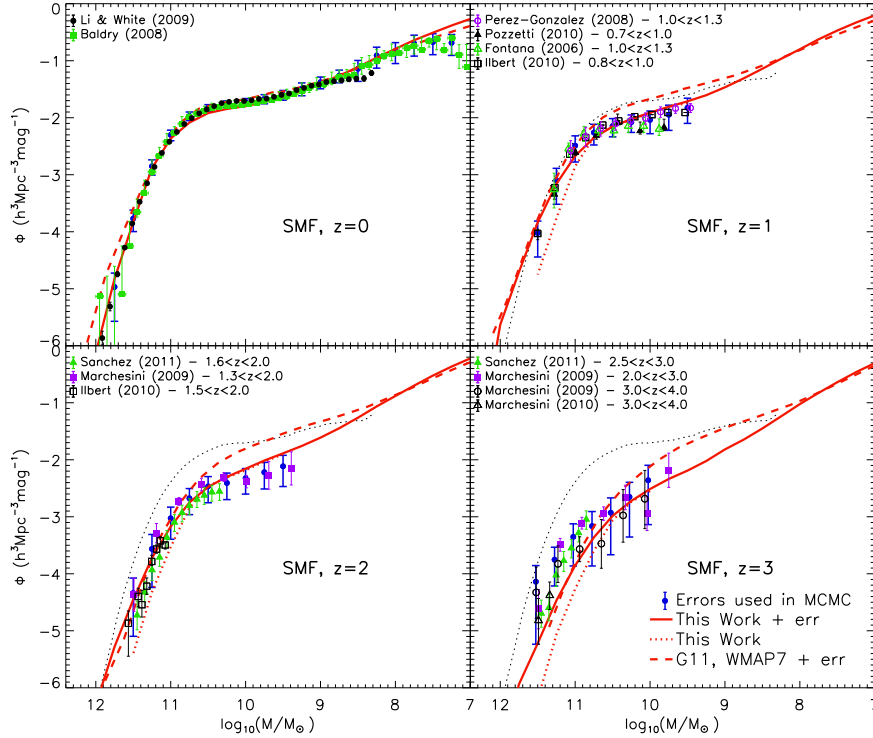 Li & White (2009)
Baldry (2008)
SMF, z=0
Perez-Gonzalez (2008) - 1.0<z<1.3
Pozzetti (2010) - 0.7<z<1.0
Fontana (2006) - 1.0<z<1.3
Ilbert (2010) - 0.8<z<1.0
SMF, z=1
0
-1
-2
-3
-4
-5
-6
Φ (h³Mpc⁻³mag⁻¹)
Sanchez (2011) - 1.6<z<2.0
Marchesini (2009) - 1.3<z<2.0
Ilbert (2010) - 1.5<z<2.0
SMF, z=2
Sanchez (2011) - 2.5<z<3.0
Marchesini (2009) - 2.0<z<3.0
Marchesini (2009) - 3.0<z<4.0
Marchesini (2010) - 3.0<z<4.0
SMF, z=3
Errors used in MCMC
This Work + err
This Work
G11, WMAP7 + err
0
-1
-2
-3
-4
-5
-6
Φ (h³Mpc⁻³mag⁻¹)
12 11 10 9 8 7
12 11 10 9 8 7
log₁₀(M/M☉)
log₁₀(M/M☉)